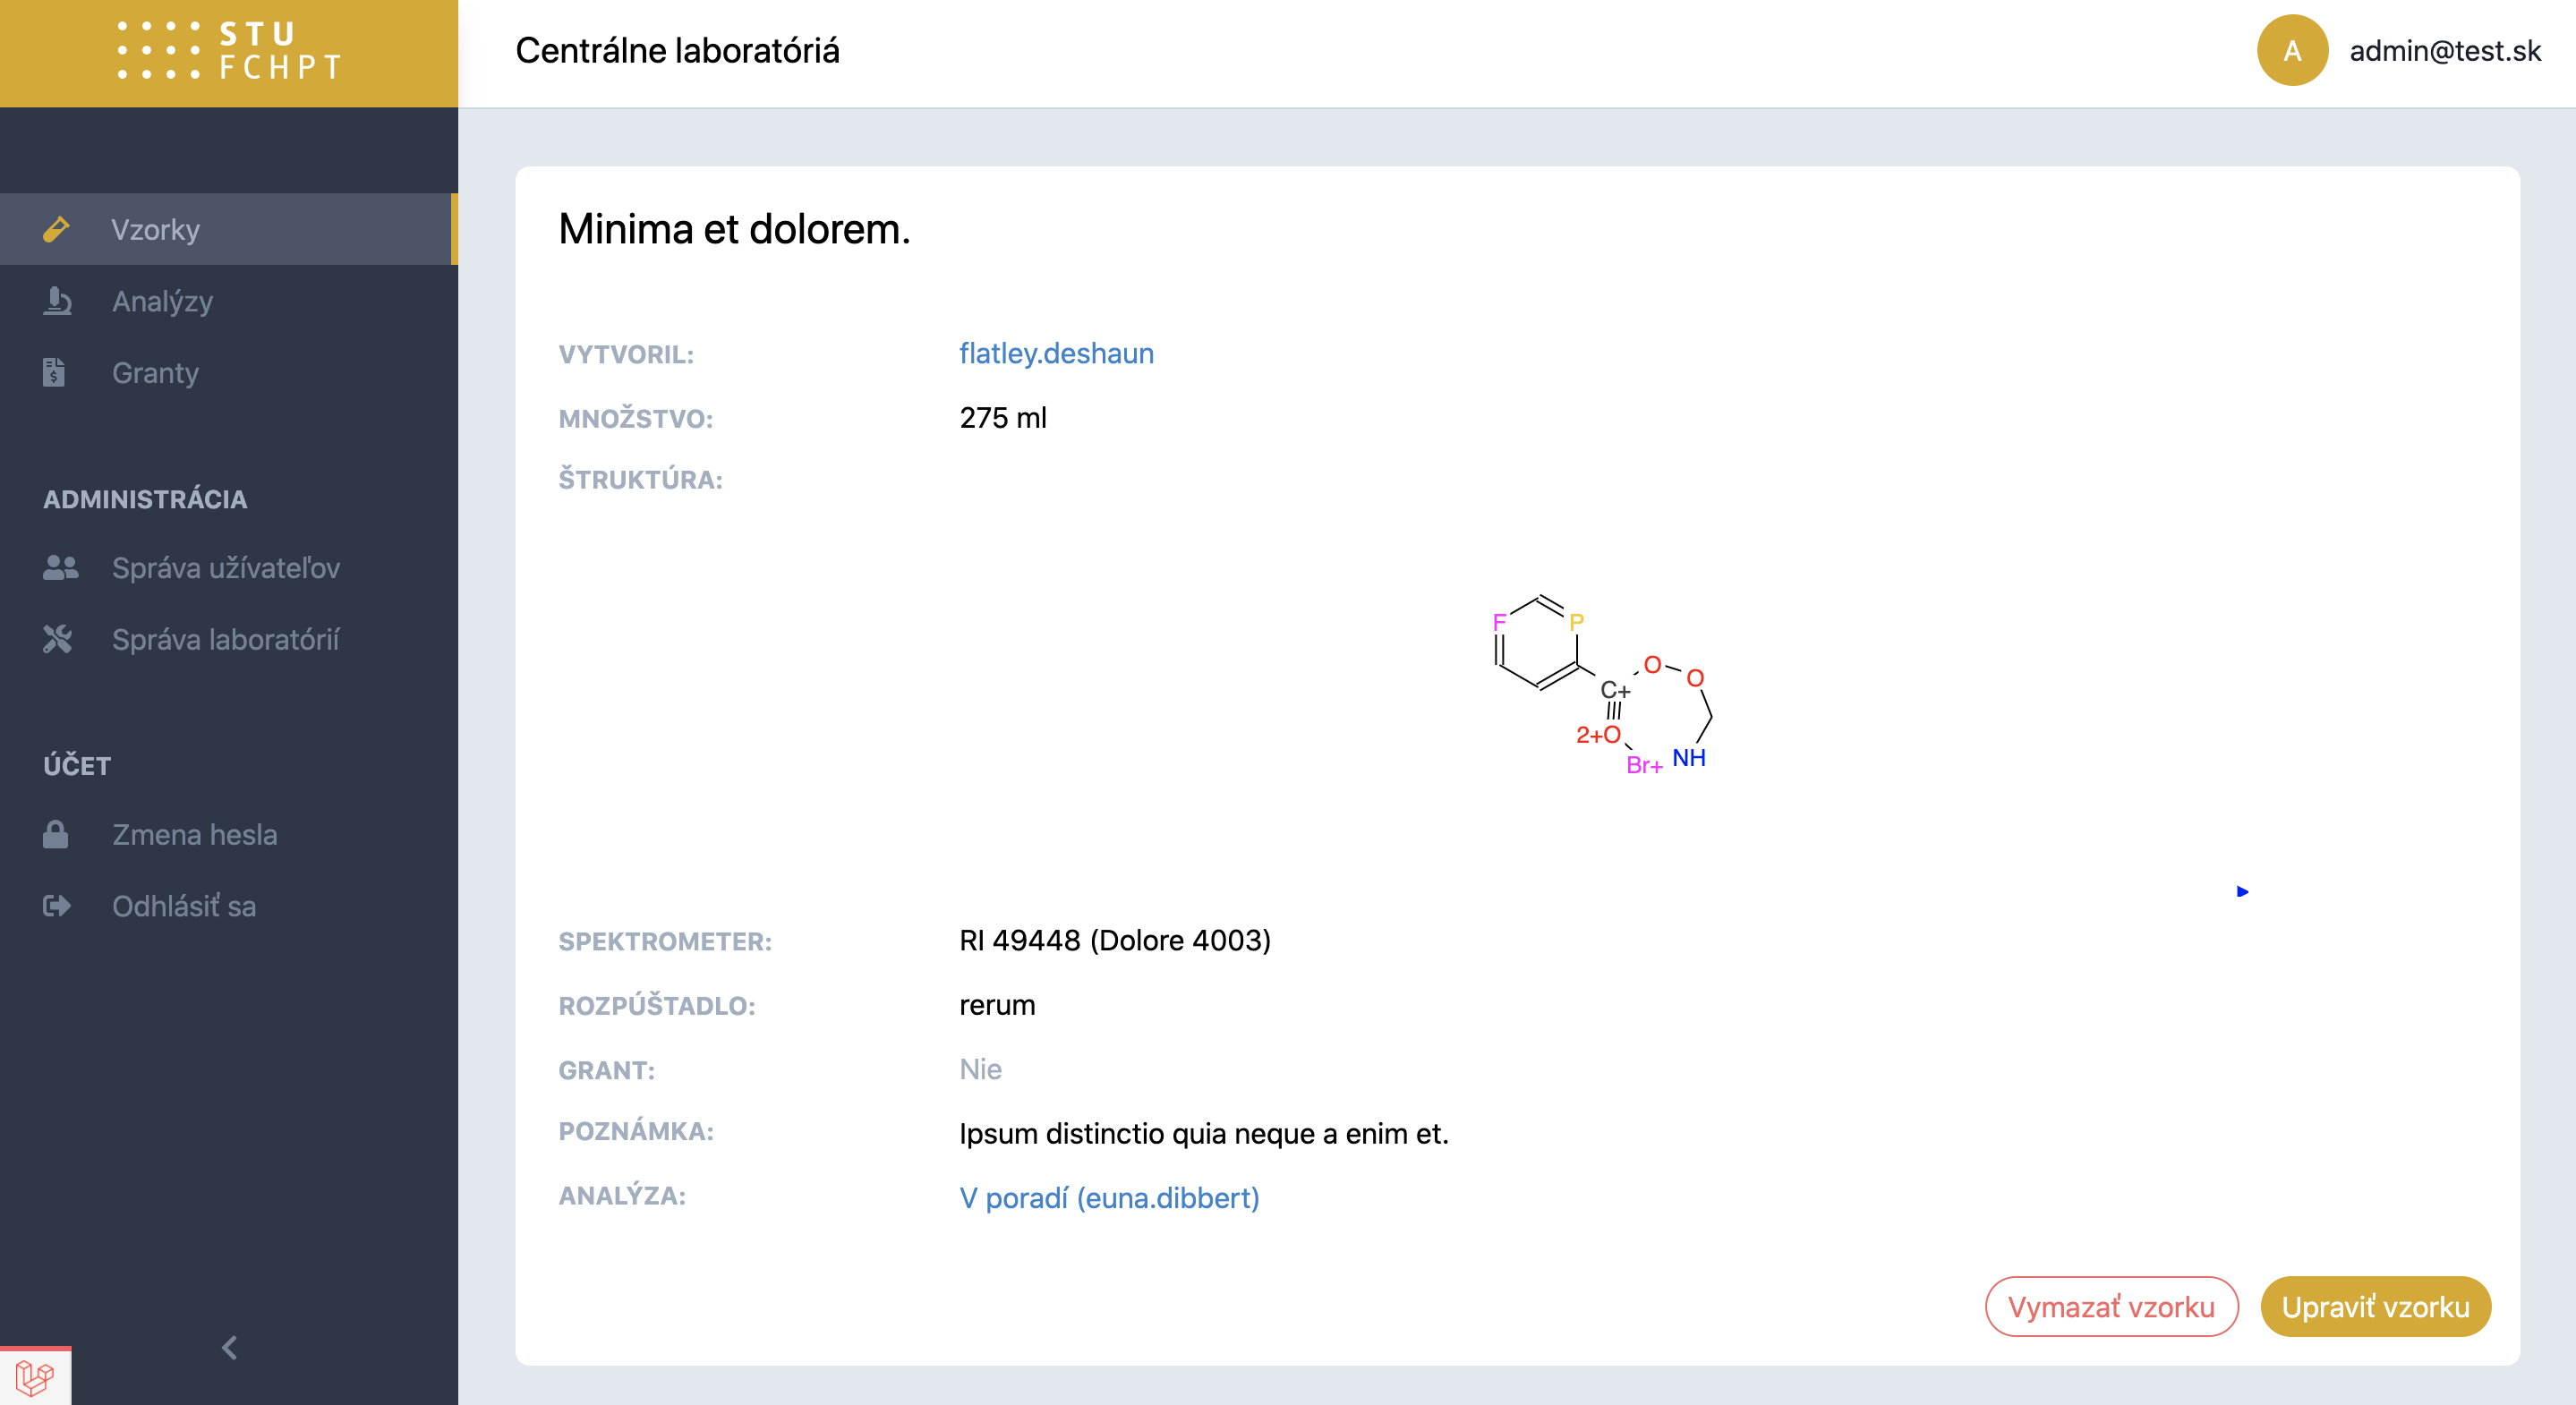 STU
FCHPT
Centrálne laboratóriá
A
admin@test.sk
Vzorky
Analýzy
Granty
ADMINISTRÁCIA
Správa užívateľov
Správa laboratórií
ÚČET
Zmena hesla
Odhlásiť sa
Minima et dolorem.
VYTVORIL: flatley.deshaun
MNOŽSTVO: 275 ml
ŠTRUKTÚRA:
F P
O O
C+
2+O
Br+ NH
SPEKTROMETER: RI 49448 (Dolore 4003)
ROZPÚŠTADLO: rerum
GRANT: Nie
POZNÁMKA: Ipsum distinctio quia neque a enim et.
ANALÝZA: V poradí (euna.dibbert)
Vymazať vzorku
Upraviť vzorku